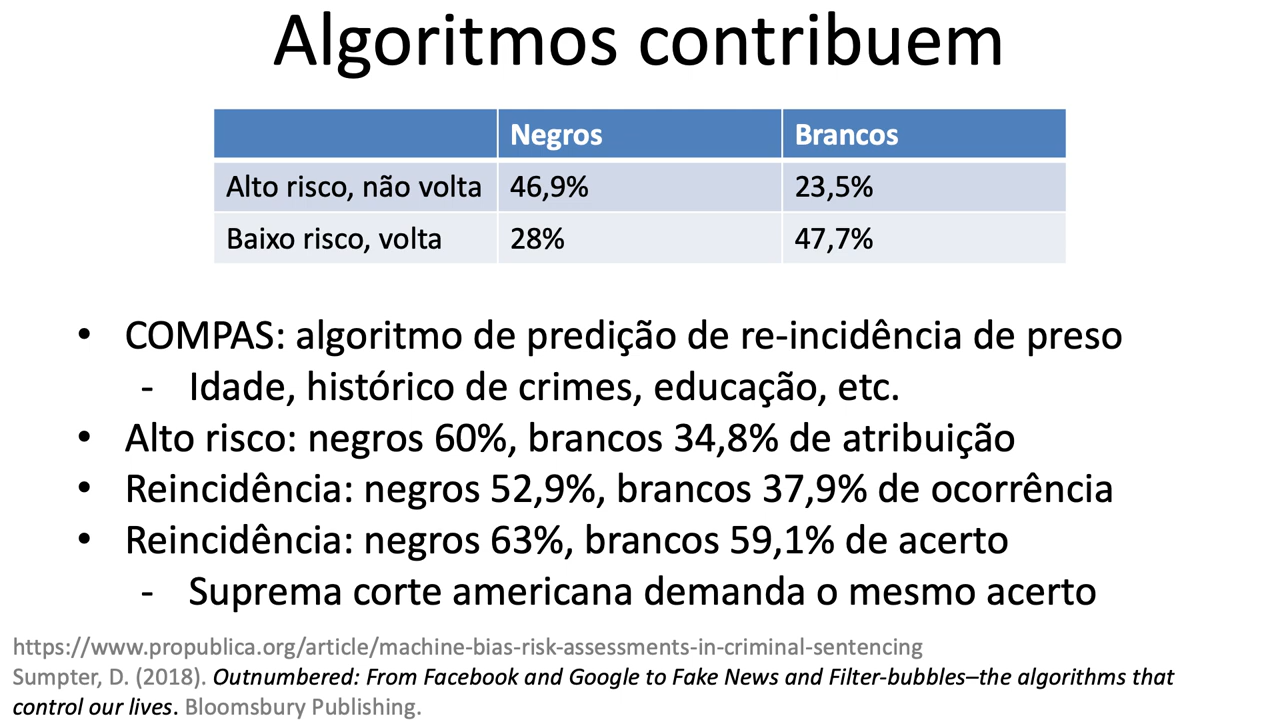 Algoritmos contribuem
Negros Brancos
Alto risco, não volta 46,9% 23,5%
Baixo risco, volta 28% 47,7%
• COMPAS: algoritmo de predição de re-incidência de preso
- Idade, histórico de crimes, educação, etc.
• Alto risco: negros 60%, brancos 34,8% de atribuição
• Reincidência: negros 52,9%, brancos 37,9% de ocorrência
• Reincidência: negros 63%, brancos 59,1% de acerto
- Suprema corte americana demanda o mesmo acerto
https://www.propublica.org/article/machine-bias-risk-assessments-in-criminal-sentencing
Sumpter, D. (2018). Outnumbered: From Facebook and Google to Fake News and Filter-bubbles–the algorithms that
control our lives. Bloomsbury Publishing.